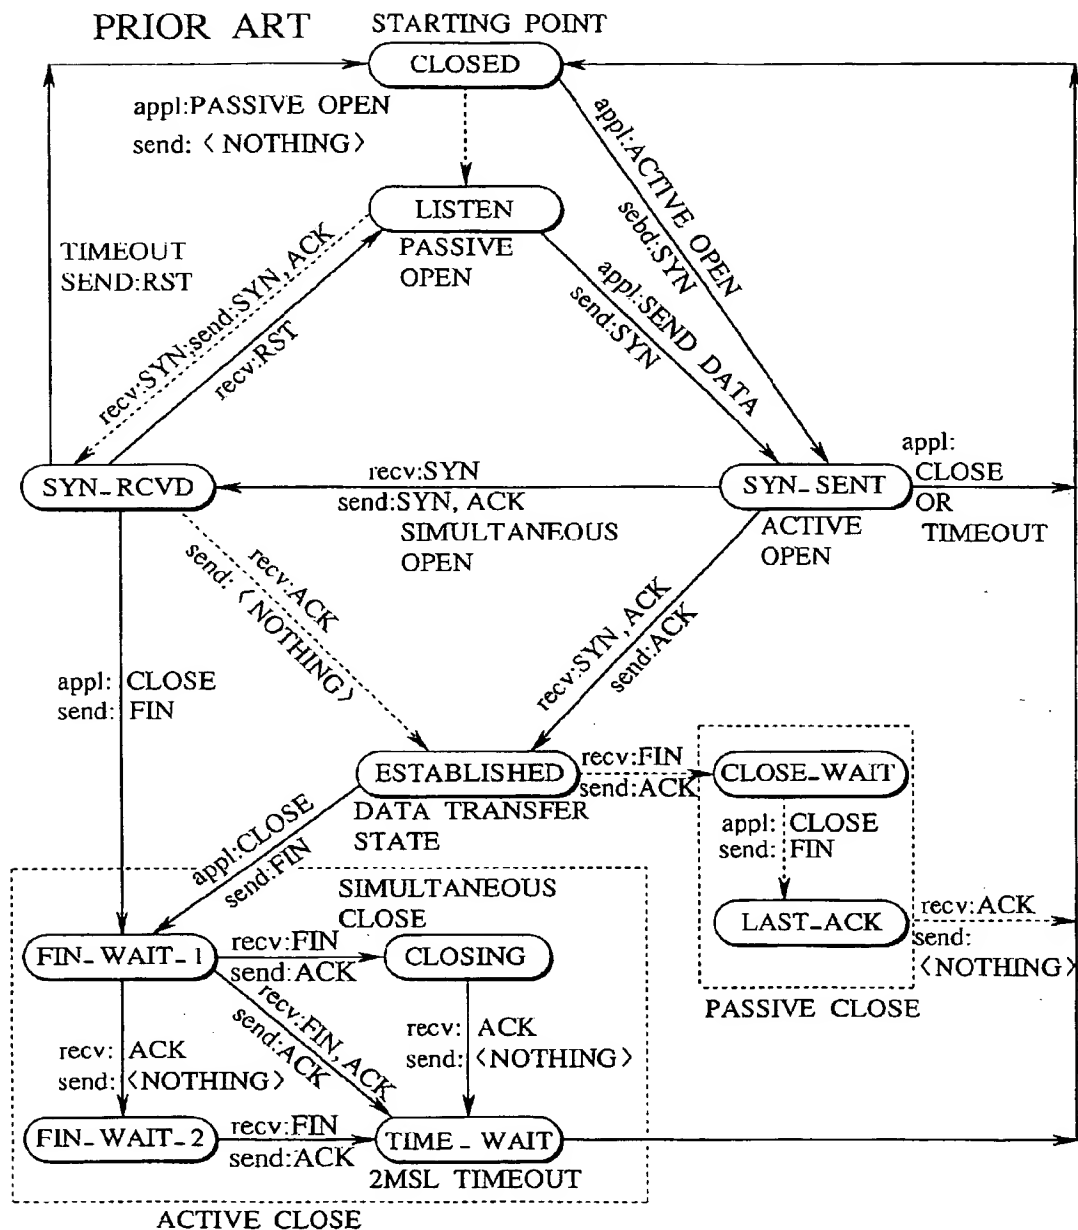 PRIOR ART
STARTING POINT
CLOSED
appl:PASSIVE OPEN
send: 〈 NOTHING 〉
appl:ACTIVE OPEN
sebd:SYN
LISTEN
PASSIVE
OPEN
TIMEOUT
SEND:RST
recv:SYN;send:SYN, ACK
recv:RST
appl:SEND DATA
send:SYN
SYN_RCVD
recv:SYN
send:SYN, ACK
SIMULTANEOUS
OPEN
SYN_SENT
ACTIVE
OPEN
appl:
CLOSE
OR
TIMEOUT
recv:ACK
send: 〈 NOTHING 〉
recv:SYN , ACK
send:ACK
appl: CLOSE
send: FIN
ESTABLISHED
DATA TRANSFER
STATE
recv:FIN
send:ACK
CLOSE_WAIT
appl: CLOSE
send: FIN
LAST_ACK
recv:ACK
send:
〈NOTHING〉
PASSIVE CLOSE
appl:CLOSE
send:FIN
SIMULTANEOUS
CLOSE
FIN_WAIT_1
recv:FIN
send:ACK
CLOSING
recv:FIN, ACK
send:ACK
recv: ACK
send: 〈NOTHING〉
recv: ACK
send: 〈NOTHING〉
FIN_WAIT_2
recv:FIN
send:ACK
TIME_WAIT
2MSL TIMEOUT
ACTIVE CLOSE